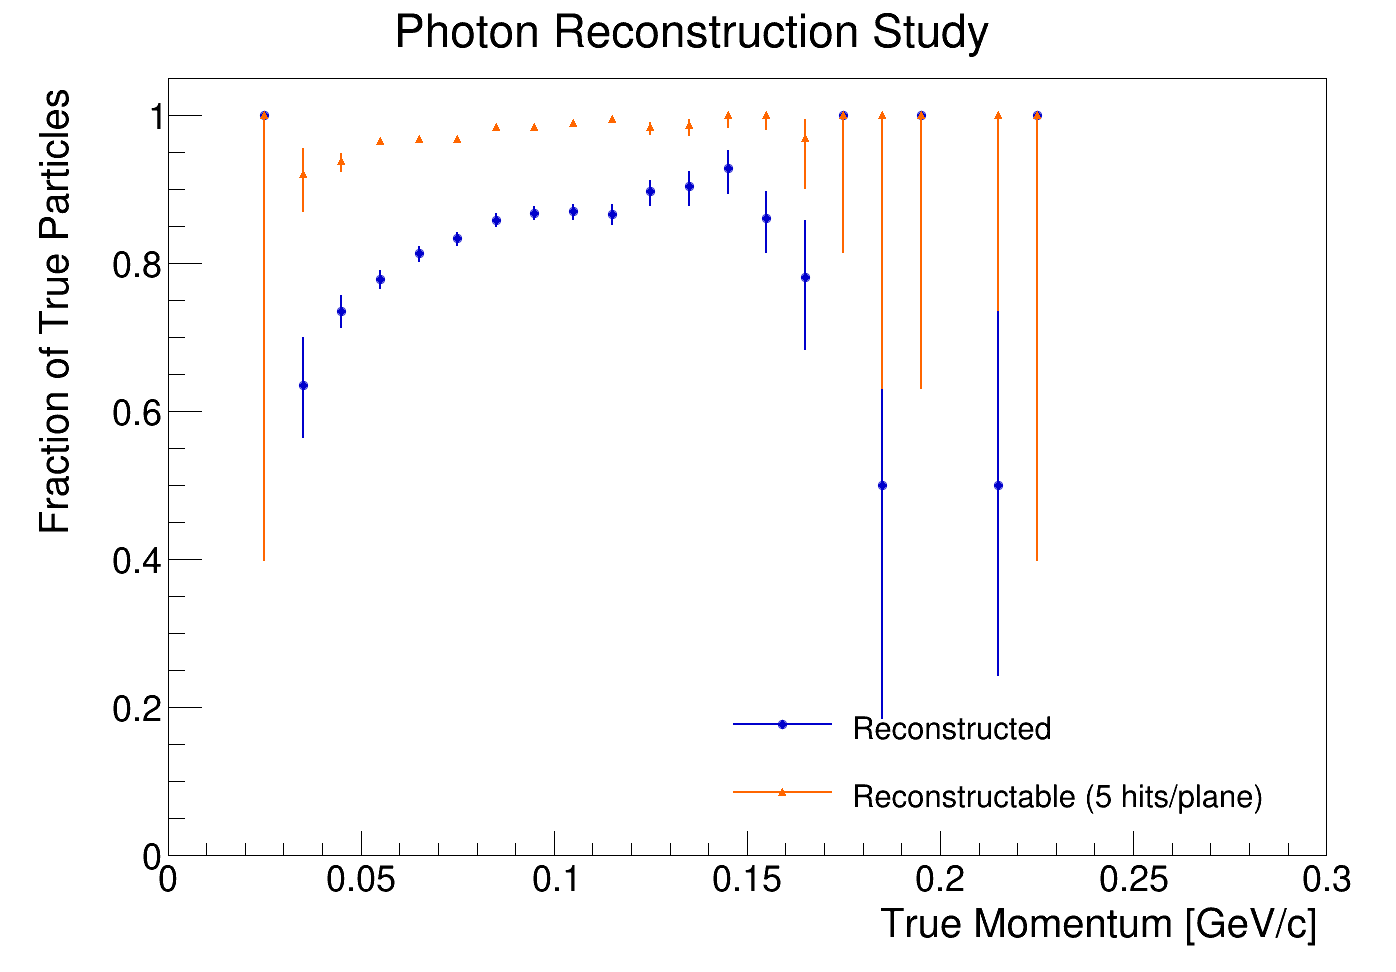 Photon Reconstruction Study
Fraction of True Particles
1
0.8
0.6
0.4
0.2
0
Reconstructed
Reconstructable (5 hits/plane)
0 0.05 0.1 0.15 0.2 0.25 0.3
True Momentum [GeV/c]